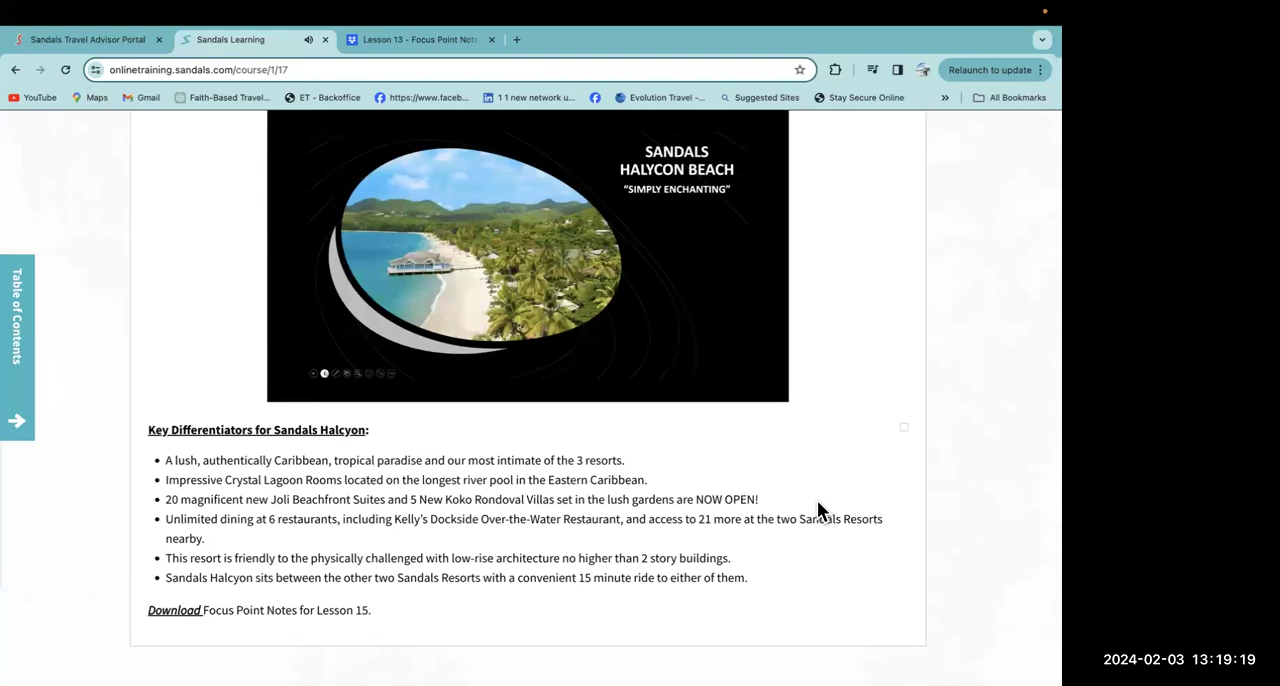 Sandals Travel Advisor Portal
Sandals Learning
Lesson 13 - Focus Point Note
onlinetraining.sandals.com/course/1/17
Relaunch to update
YouTube
Maps
Gmail
Faith-Based Travel...
ET - Backoffice
https://www.faceb...
1 1 new network u...
Evolution Travel -...
Suggested Sites
Stay Secure Online
All Bookmarks
SANDALS
HALYCON BEACH
“SIMPLY ENCHANTING”
Table of Contents
Key Differentiators for Sandals Halcyon:
A lush, authentically Caribbean, tropical paradise and our most intimate of the 3 resorts.
Impressive Crystal Lagoon Rooms located on the longest river pool in the Eastern Caribbean.
20 magnificent new Joli Beachfront Suites and 5 New Koko Rondoval Villas set in the lush gardens are NOW OPEN!
Unlimited dining at 6 restaurants, including Kelly’s Dockside Over-the-Water Restaurant, and access to 21 more at the two Sandals Resorts
nearby.
This resort is friendly to the physically challenged with low-rise architecture no higher than 2 story buildings.
Sandals Halcyon sits between the other two Sandals Resorts with a convenient 15 minute ride to either of them.
Download Focus Point Notes for Lesson 15.
2024-02-03 13:19:19